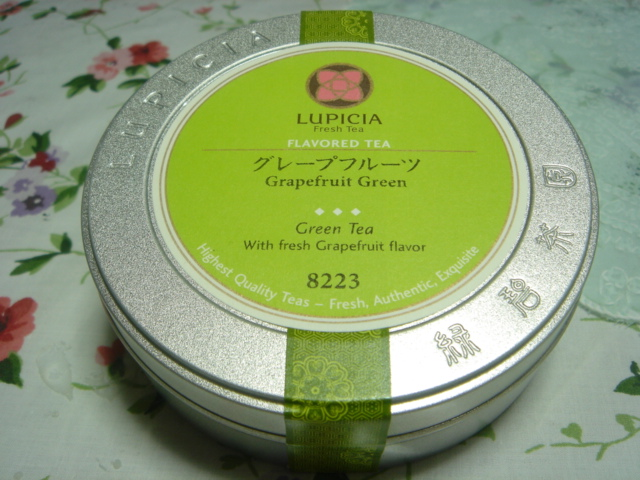 LUPICIA
LUPICIA
Fresh Tea
FLAVORED TEA
グレープフルーツ
Grapefruit Green
Green Tea
With fresh Grapefruit flavor
8223
Highest Quality Teas – Fresh, Authentic, Exquisite
緑碧茶園